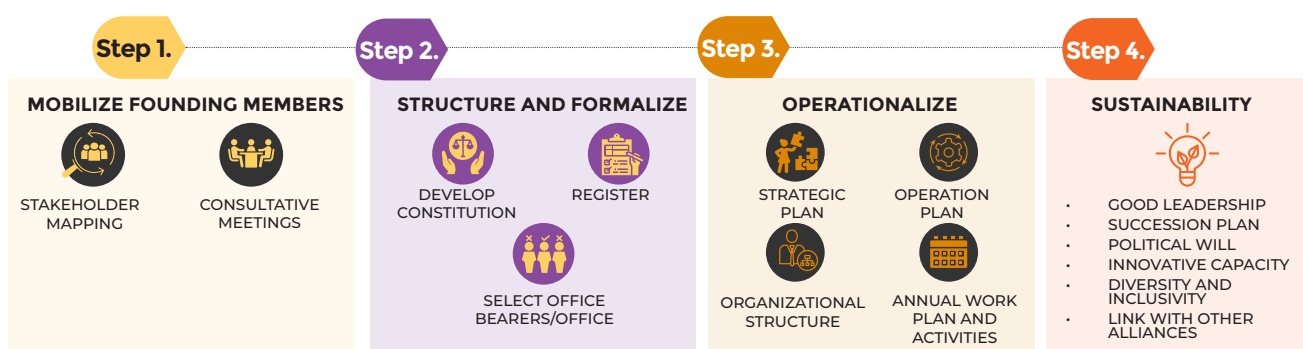 Step 1.
MOBILIZE FOUNDING MEMBERS
STAKEHOLDER
MAPPING
CONSULTATIVE
MEETINGS
Step 2.
STRUCTURE AND FORMALIZE
DEVELOP
CONSTITUTION
REGISTER
SELECT OFFICE
BEARERS/OFFICE
Step 3.
OPERATIONALIZE
STRATEGIC
PLAN
OPERATION
PLAN
ORGANIZATIONAL
STRUCTURE
ANNUAL WORK
PLAN AND
ACTIVITIES
Step 4.
SUSTAINABILITY
• GOOD LEADERSHIP
• SUCCESSION PLAN
• POLITICAL WILL
• INNOVATIVE CAPACITY
• DIVERSITY AND
INCLUSIVITY
• LINK WITH OTHER
ALLIANCES